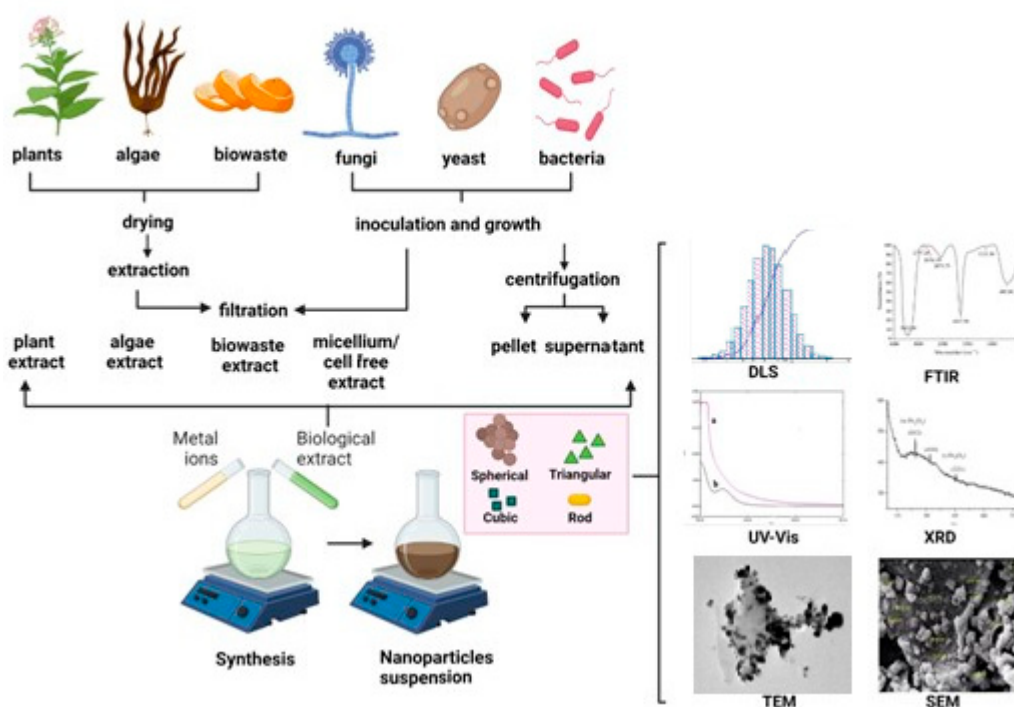 plants
algae
biowaste
fungi
yeast
bacteria
drying
inoculation and growth
extraction
centrifugation
filtration
plant
extract
algae
extract
biowaste
extract
micellium/
cell free
extract
pellet
supernatant
Metal
ions
Biological
extract
Spherical
Triangular
Cubic
Rod
Synthesis
Nanoparticles
suspension
DLS
FTIR
a
b
UV-Vis
XRD
TEM
SEM